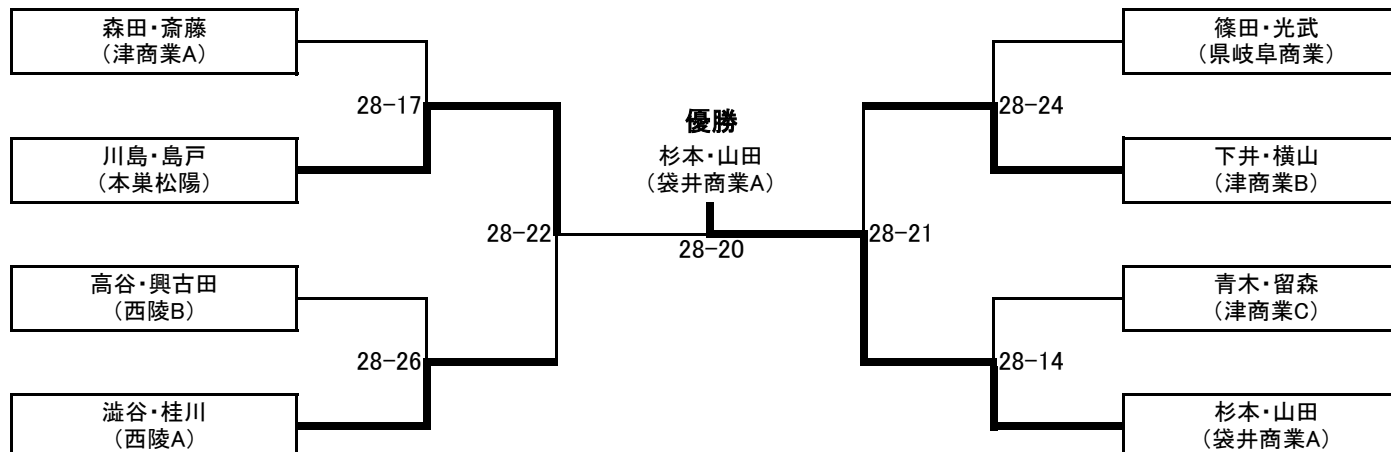 森田・斎藤
（津商業A）
28-17
川島・島戸
（本巣松陽）
28-22
高谷・興古田
（西陵B）
28-26
澁谷・桂川
（西陵A）
優勝
杉本・山田
（袋井商業A）
28-20
篠田・光武
（県岐阜商業）
28-24
下井・横山
（津商業B）
28-21
青木・留森
（津商業C）
28-14
杉本・山田
（袋井商業A）